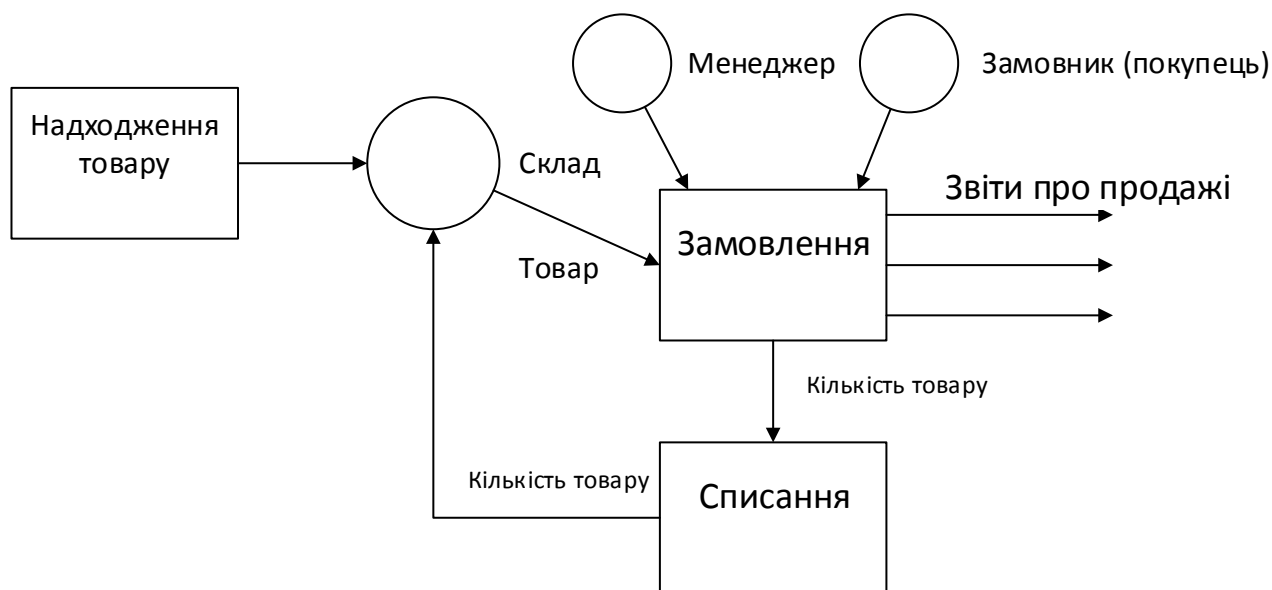 Менеджер
Замовник (покупець)
Надходження
товару
Склад
Звіти про продажі
Замовлення
Товар
Кількість товару
Кількість товару
Списання